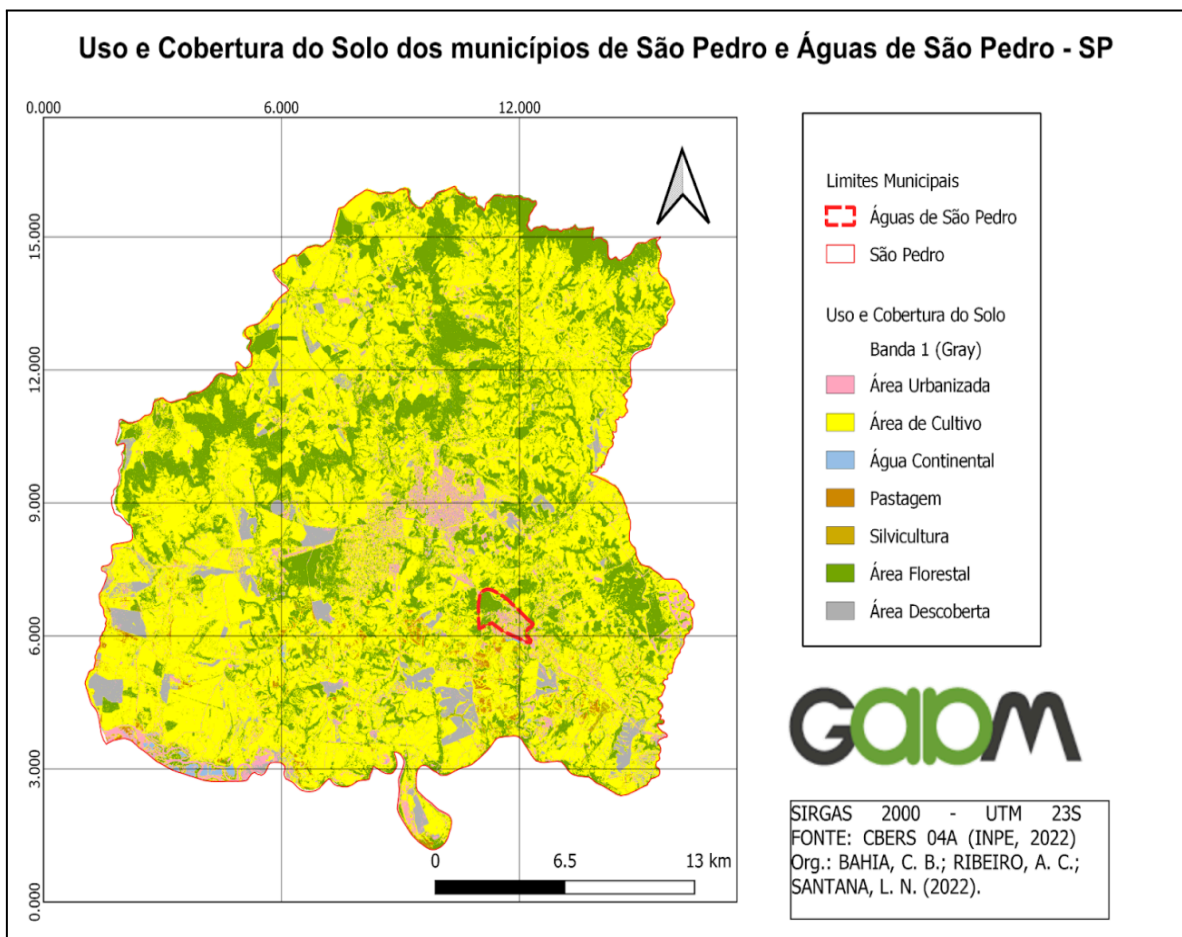 Uso e Cobertura do Solo dos municípios de São Pedro e Águas de São Pedro - SP
0.000
6.000
12.000
15.000
12.000
9.000
6.000
3.000
0.000
0
6.5
13 km
Limites Municipais
Águas de São Pedro
São Pedro
Uso e Cobertura do Solo
Banda 1 (Gray)
Área Urbanizada
Área de Cultivo
Água Continental
Pastagem
Silvicultura
Área Florestal
Área Descoberta
GAPM
SIRGAS 2000 - UTM 23S
FONTE: CBERS 04A (INPE, 2022)
Org.: BAHIA, C. B.; RIBEIRO, A. C.;
SANTANA, L. N. (2022).